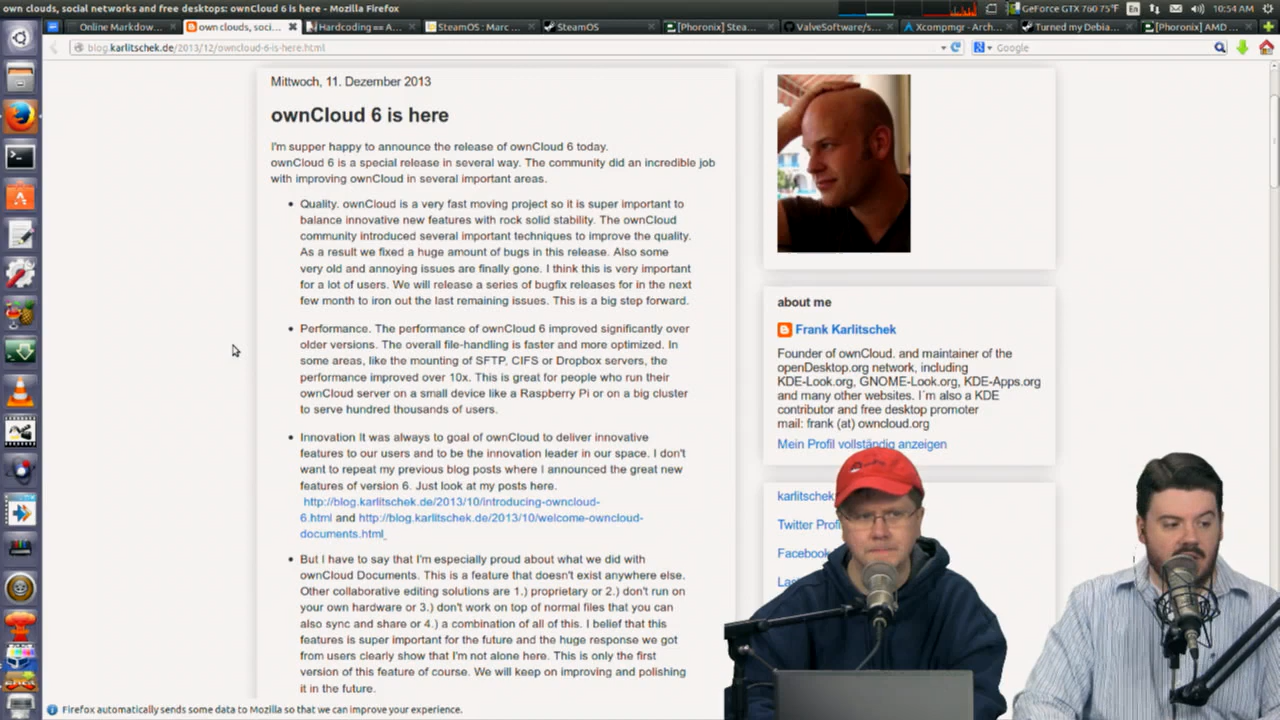 own clouds, social networks and free desktops: ownCloud 6 is here - Mozilla Firefox
GeForce GTX 760 75°F
En
10:54 AM
Online Markdow...
own clouds, soci...
Hardcoding == A...
SteamOS : Marc ...
SteamOS
[Phoronix] Stea...
ValveSoftware/s...
Xcompmgr - Arch...
Turned my Debia...
[Phoronix] AMD ...
blog.karlitschek.de/2013/12/owncloud-6-is-here.html
Google
Mittwoch, 11. Dezember 2013
ownCloud 6 is here
I'm supper happy to announce the release of ownCloud 6 today.
ownCloud 6 is a special release in several way. The community did an incredible job
with improving ownCloud in several important areas.
• Quality. ownCloud is a very fast moving project so it is super important to
balance innovative new features with rock solid stability. The ownCloud
community introduced several important techniques to improve the quality.
As a result we fixed a huge amount of bugs in this release. Also some
very old and annoying issues are finally gone. I think this is very important
for a lot of users. We will release a series of bugfix releases for in the next
few month to iron out the last remaining issues. This is a big step forward.
• Performance. The performance of ownCloud 6 improved significantly over
older versions. The overall file-handling is faster and more optimized. In
some areas, like the mounting of SFTP, CIFS or Dropbox servers, the
performance improved over 10x. This is great for people who run their
ownCloud server on a small device like a Raspberry Pi or on a big cluster
to serve hundred thousands of users.
• Innovation It was always to goal of ownCloud to deliver innovative
features to our users and to be the innovation leader in our space. I don't
want to repeat my previous blog posts where I announced the great new
features of version 6. Just look at my posts here.
http://blog.karlitschek.de/2013/10/introducing-owncloud-
6.html and http://blog.karlitschek.de/2013/10/welcome-owncloud-
documents.html
• But I have to say that I'm especially proud about what we did with
ownCloud Documents. This is a feature that doesn't exist anywhere else.
Other collaborative editing solutions are 1.) proprietary or 2.) don't run on
your own hardware or 3.) don't work on top of normal files that you can
also sync and share or 4.) a combination of all of this. I belief that this
features is super important for the future and the huge response we got
from users clearly show that I'm not alone here. This is only the first
version of this feature of course. We will keep on improving and polishing
it in the future.
about me
Frank Karlitschek
Founder of ownCloud. and maintainer of the
openDesktop.org network, including
KDE-Look.org, GNOME-Look.org, KDE-Apps.org
and many other websites. I´m also a KDE
contributor and free desktop promoter
mail: frank (at) owncloud.org
Mein Profil vollständig anzeigen
karlitschek
Twitter Profi
Facebook
Firefox automatically sends some data to Mozilla so that we can improve your experience.